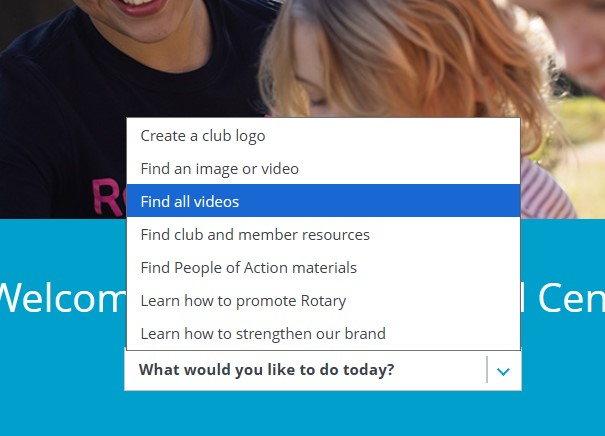 Create a club logo
Find an image or video
Find all videos
Find club and member resources
Find People of Action materials
Learn how to promote Rotary
Learn how to strengthen our brand
What would you like to do today?